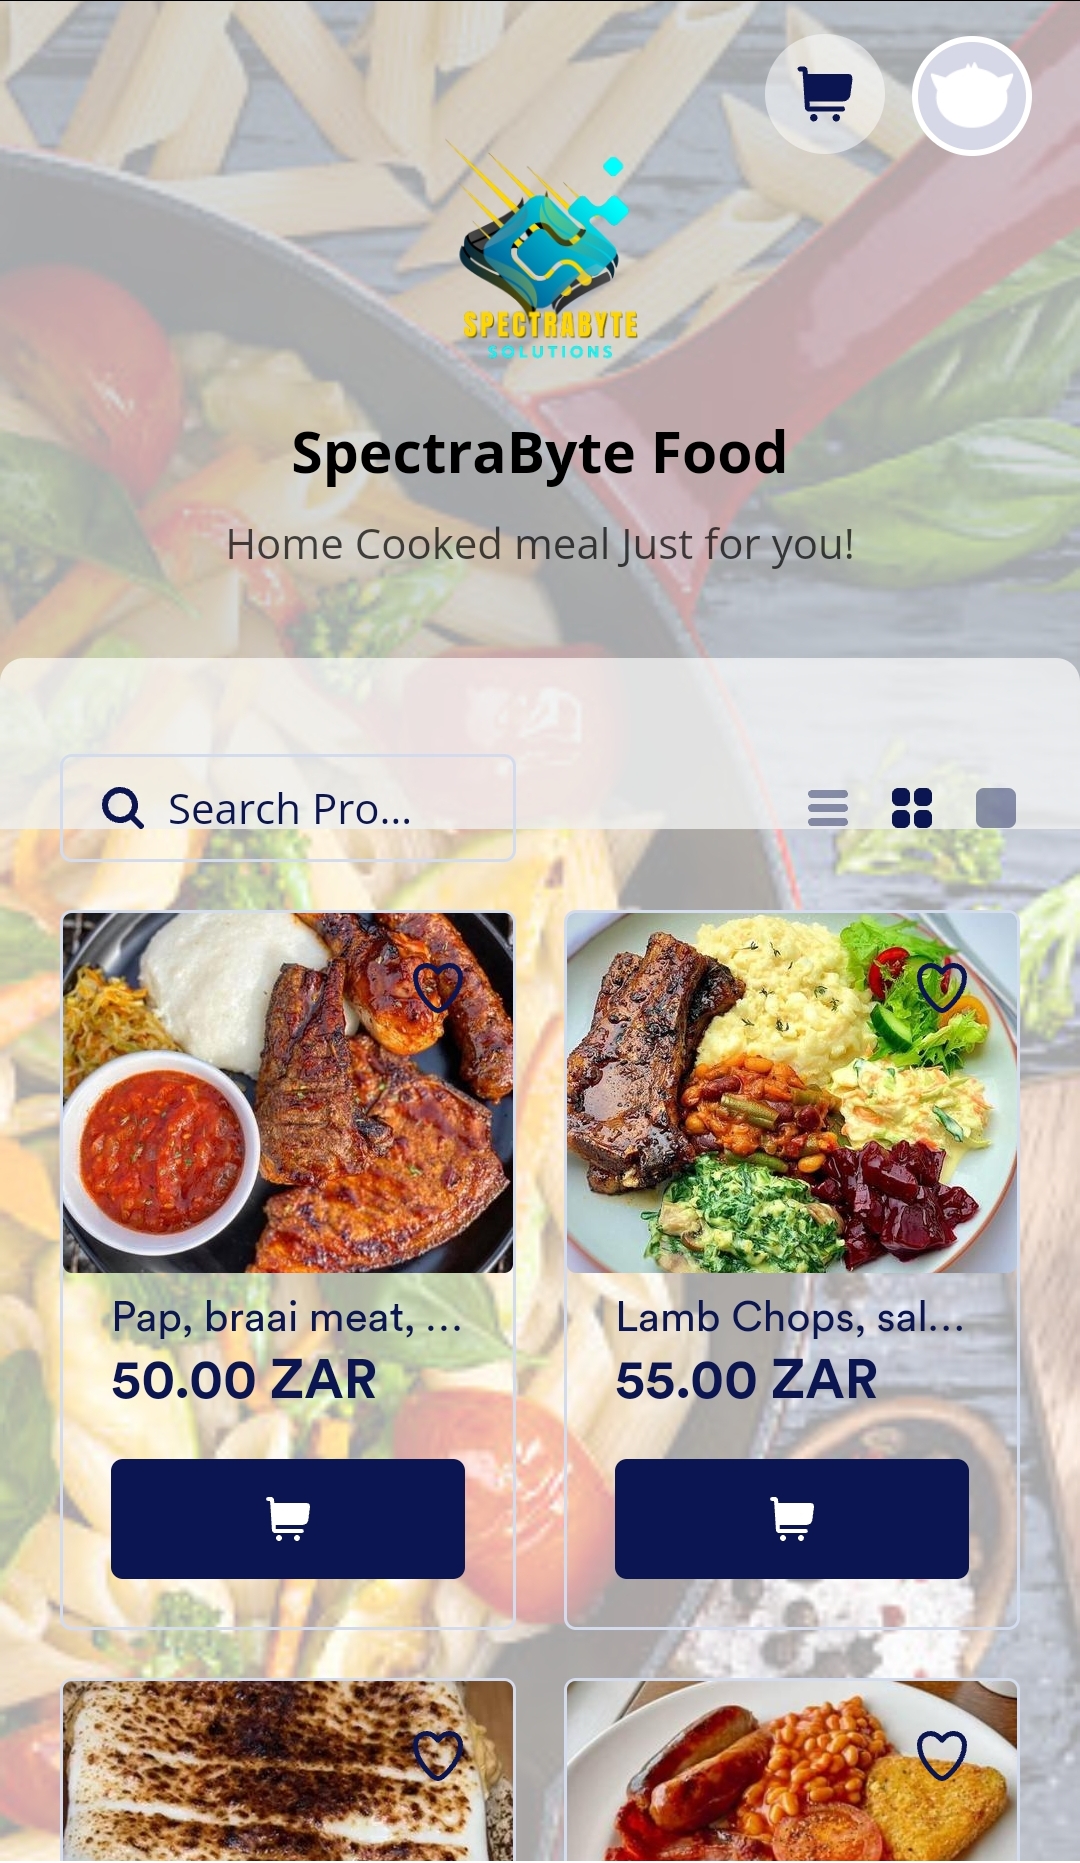 SPECTRABYTE
SOLUTIONS
SpectraByte Food
Home Cooked meal Just for you!
Search Pro...
Pap, braai meat, ...
50.00 ZAR
Lamb Chops, sal...
55.00 ZAR